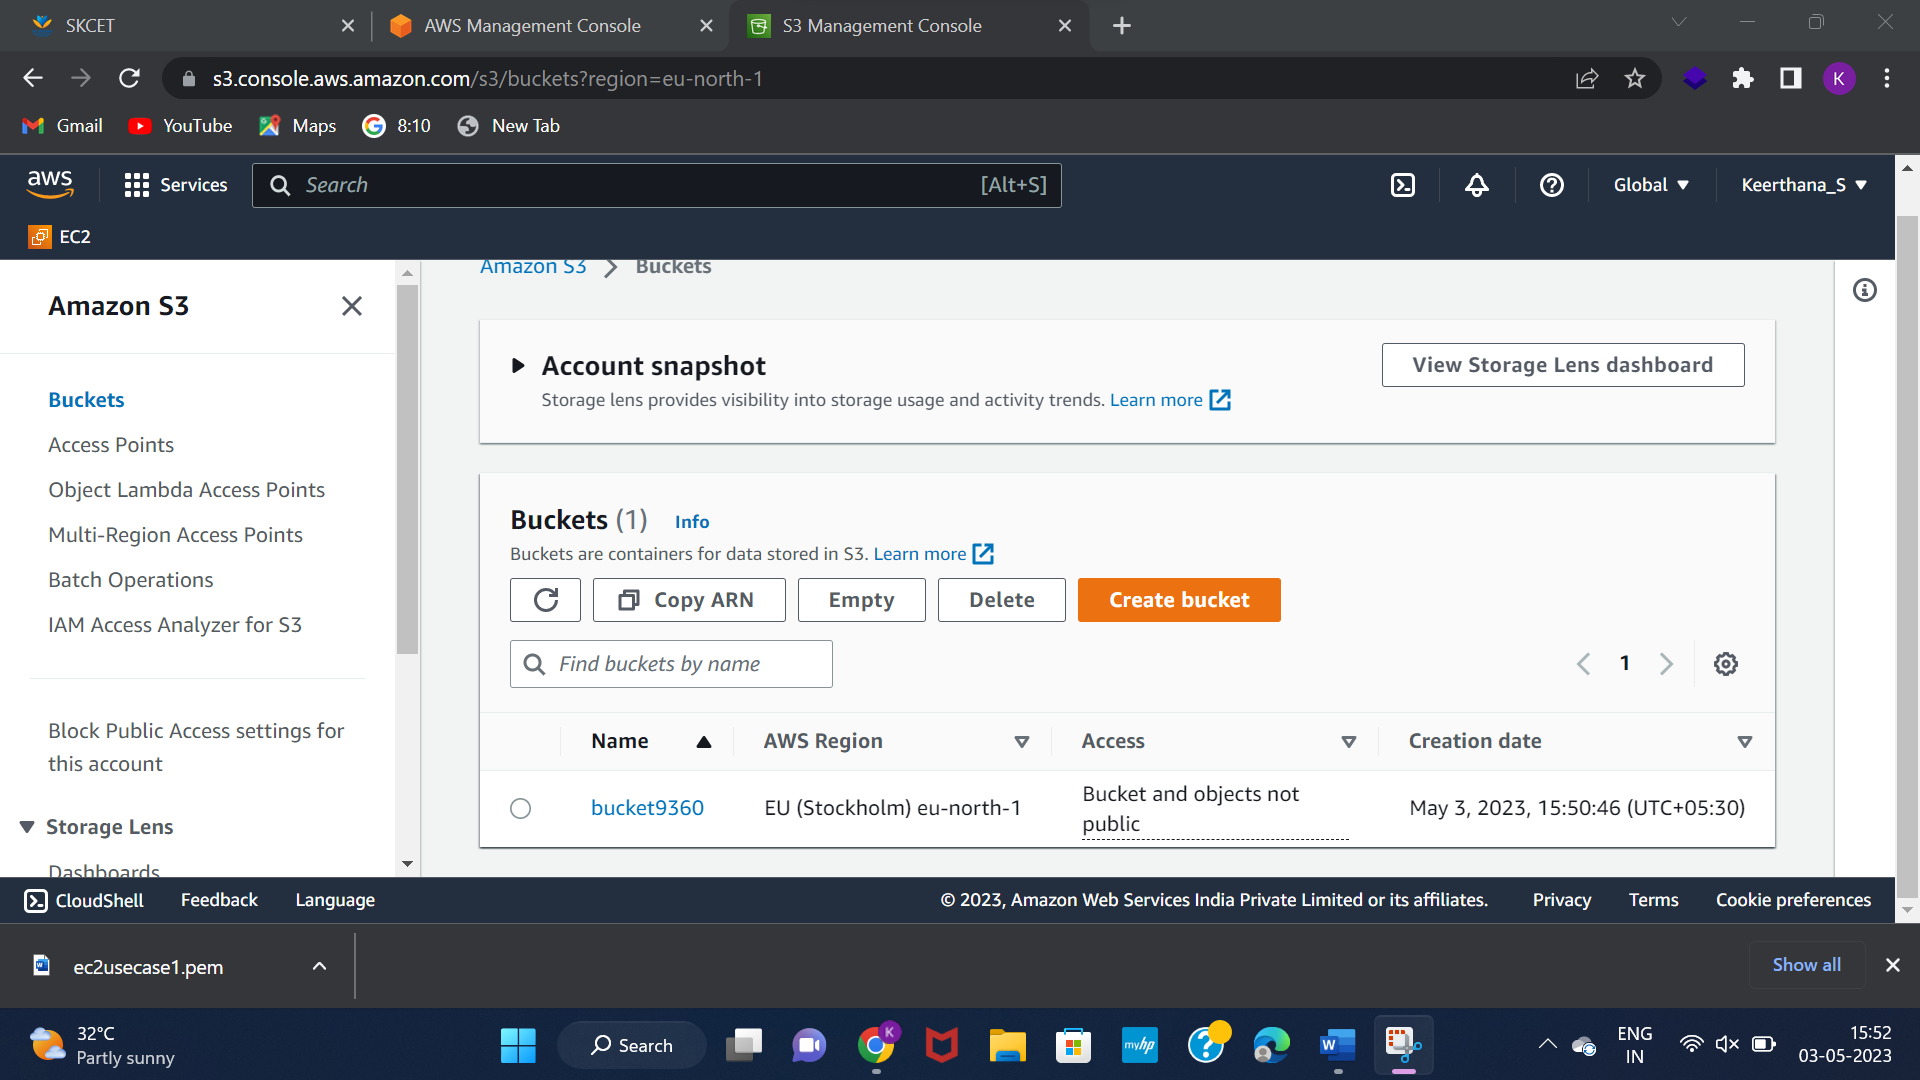 SKCET
AWS Management Console
S3 Management Console
s3.console.aws.amazon.com/s3/buckets?region=eu-north-1
K
Gmail
YouTube
Maps
8:10
New Tab
aws
Services
Search
[Alt+S]
Global
Keerthana_S
EC2
Amazon S3
Buckets
Access Points
Object Lambda Access Points
Multi-Region Access Points
Batch Operations
IAM Access Analyzer for S3
Block Public Access settings for
this account
Storage Lens
Dashboards
Amazon S3
Buckets
Account snapshot
View Storage Lens dashboard
Storage lens provides visibility into storage usage and activity trends. Learn more
Buckets (1) Info
Buckets are containers for data stored in S3. Learn more
Copy ARN
Empty
Delete
Create bucket
Find buckets by name
1
Name
AWS Region
Access
Creation date
bucket9360
EU (Stockholm) eu-north-1
Bucket and objects not
public
May 3, 2023, 15:50:46 (UTC+05:30)
CloudShell
Feedback
Language
© 2023, Amazon Web Services India Private Limited or its affiliates.
Privacy
Terms
Cookie preferences
ec2usecase1.pem
Show all
32°C
Partly sunny
Search
K
myhp
W
ENG
IN
15:52
03-05-2023